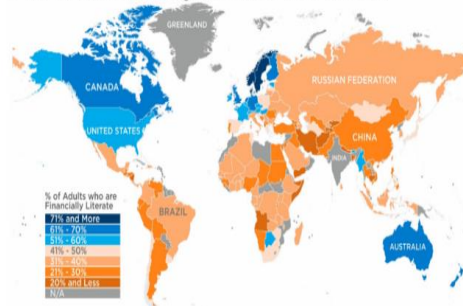 GREENLAND
CANADA
RUSSIAN FEDERATION
UNITED STATES
CHINA
INDIA
BRAZIL
AUSTRALIA
% of Adults who are
Financially Literate
71% and More
61% - 70%
51% - 60%
41% - 50%
31% - 40%
21% - 30%
20% and Less
N/A